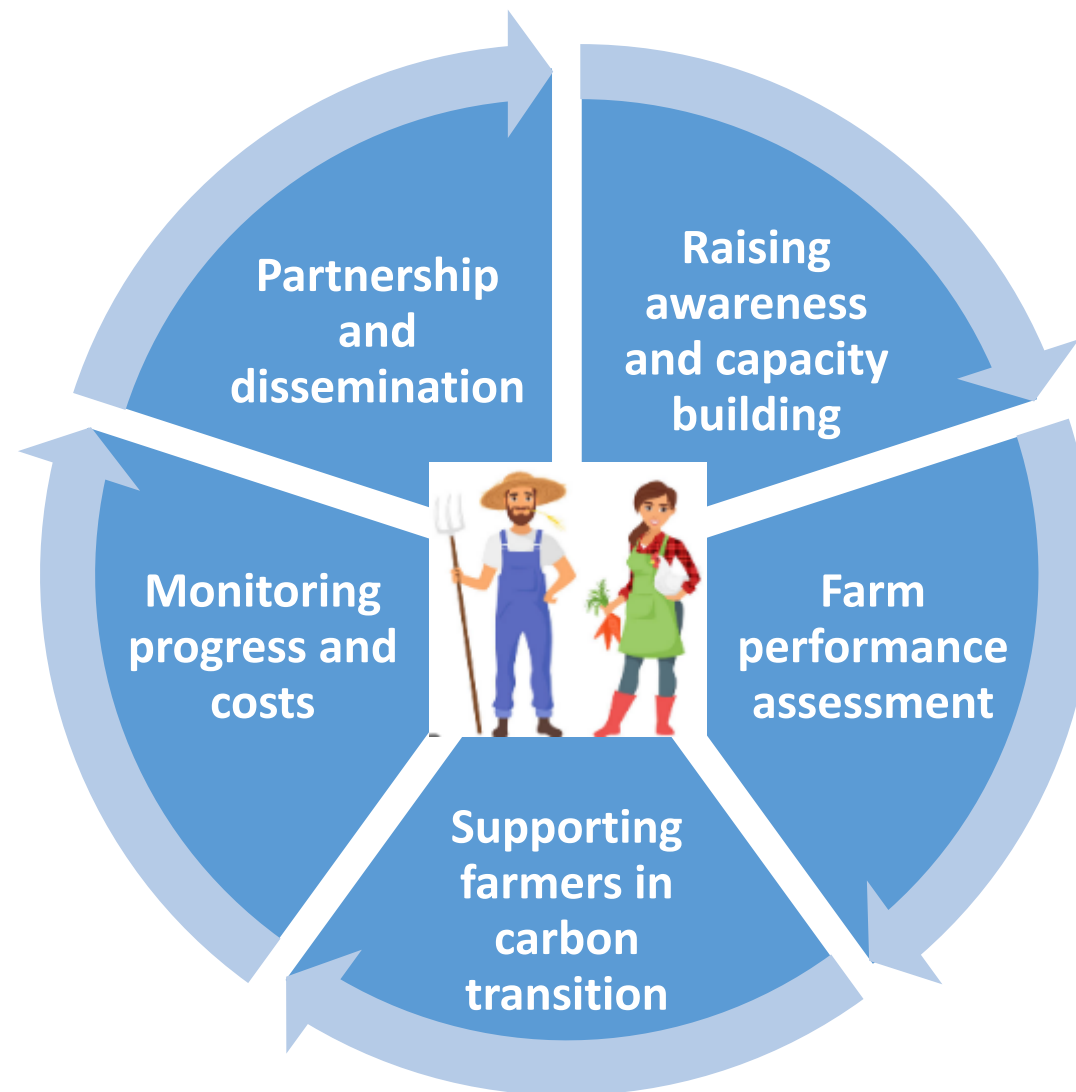 Raising
awareness
and capacity
building
Farm
performance
assessment
Supporting
farmers in
carbon
transition
Monitoring
progress and
costs
Partnership
and
dissemination